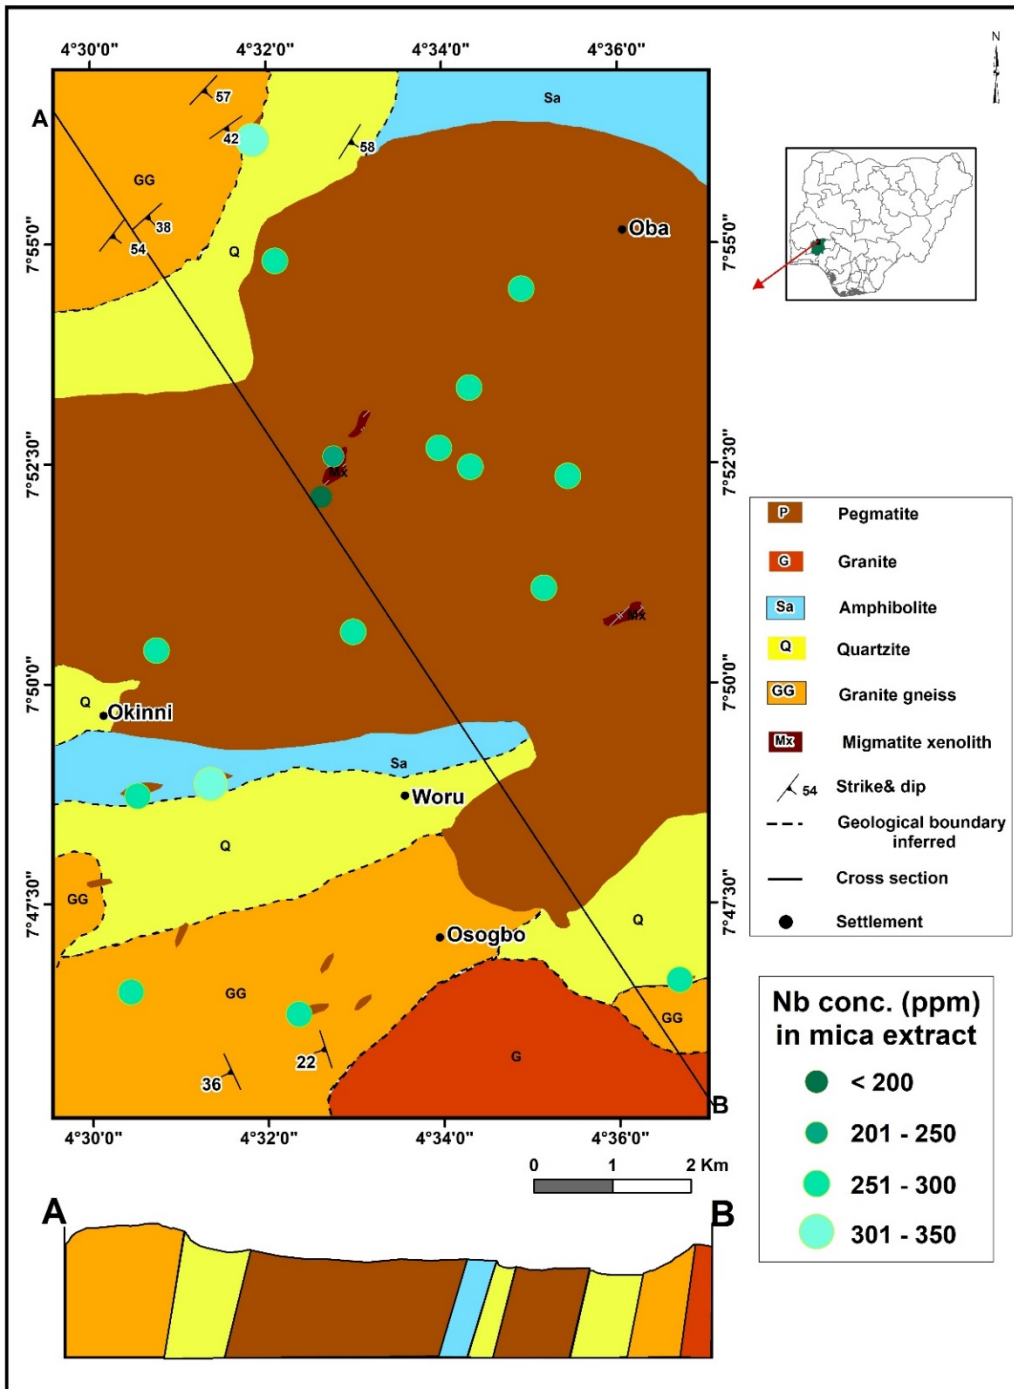 4°30'0" 4°32'0" 4°34'0" 4°36'0"
N
A
57
Sa
42
58
GG
38
54
Q
Oba
7°55'0"
7°55'0"
7°52'30"
7°52'30"
Mx
Mx
7°50'0"
7°50'0"
Q
Okinni
Sa
Woru
Q
GG
7°47'30"
7°47'30"
Q
Osogbo
GG
GG
22
36
G
B
4°30'0" 4°32'0" 4°34'0" 4°36'0"
P Pegmatite
G Granite
Sa Amphibolite
Q Quartzite
GG Granite gneiss
Mx Migmatite xenolith
54 Strike& dip
Geological boundary
inferred
Cross section
Settlement
Nb conc. (ppm)
in mica extract
< 200
201 - 250
251 - 300
301 - 350
0 1 2 Km
A B